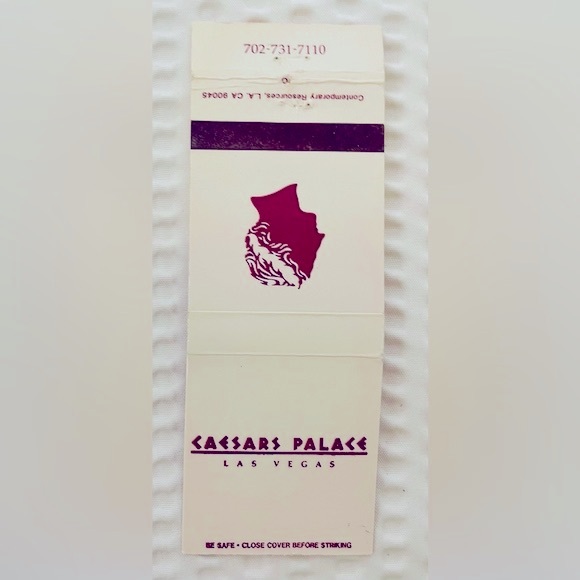 702-731-7110
Contemporary Resources, L.A. CA 90045
CAESARS PALACE
LAS VEGAS
BE SAFE • CLOSE COVER BEFORE STRIKING